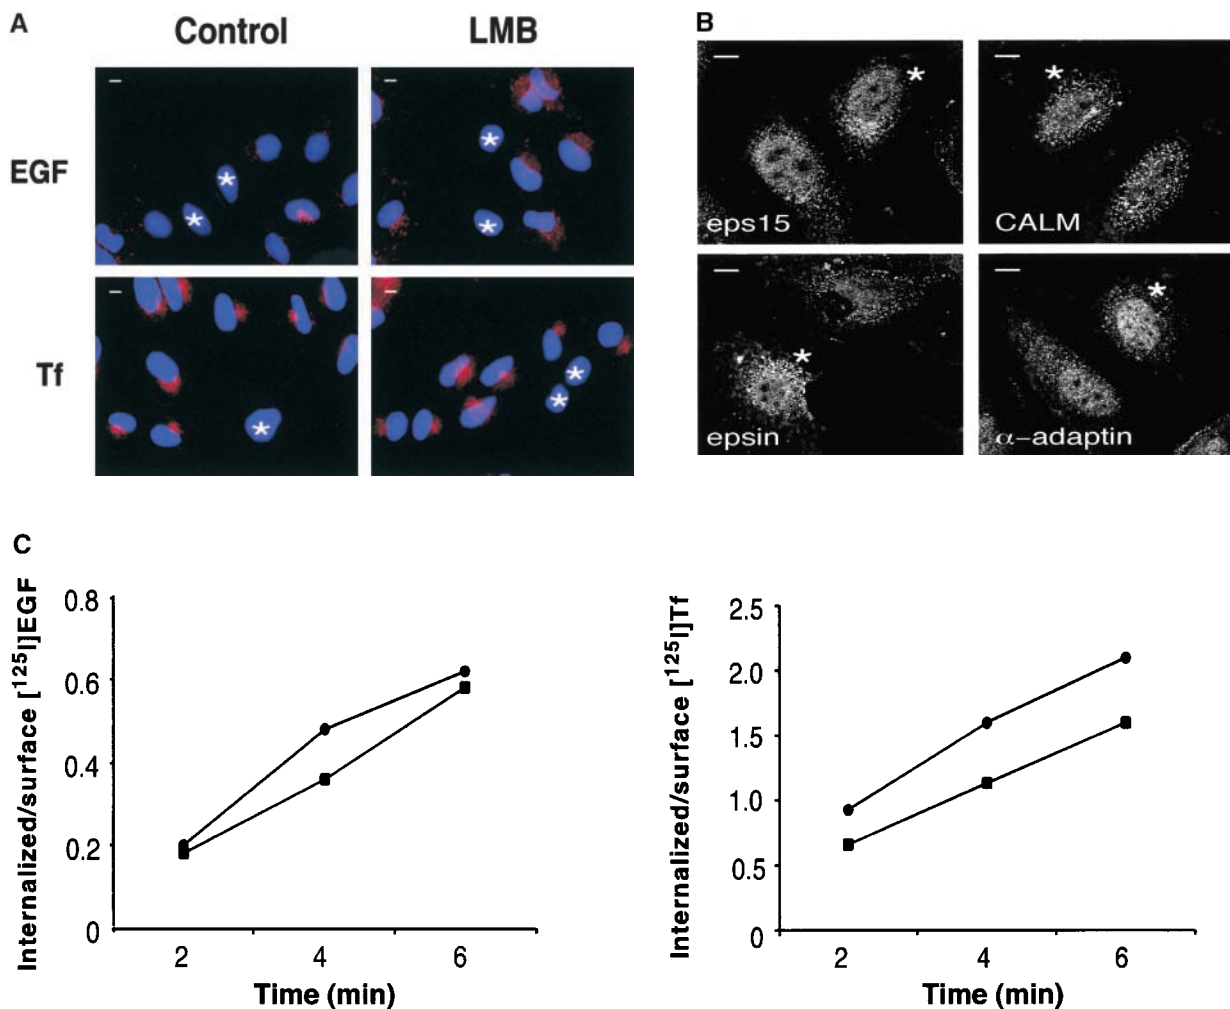 A
Control
LMB
EGF
*
*
*
*
Tf
*
*
*
B
*
eps15
*
CALM
*
epsin
*
α–adaptin
C
Internalized/surface [¹²⁵I]EGF
0.8
0.6
0.4
0.2
0
2 4 6
Time (min)
Internalized/surface [¹²⁵I]Tf
2.5
2.0
1.5
1.0
0.5
0
2 4 6
Time (min)